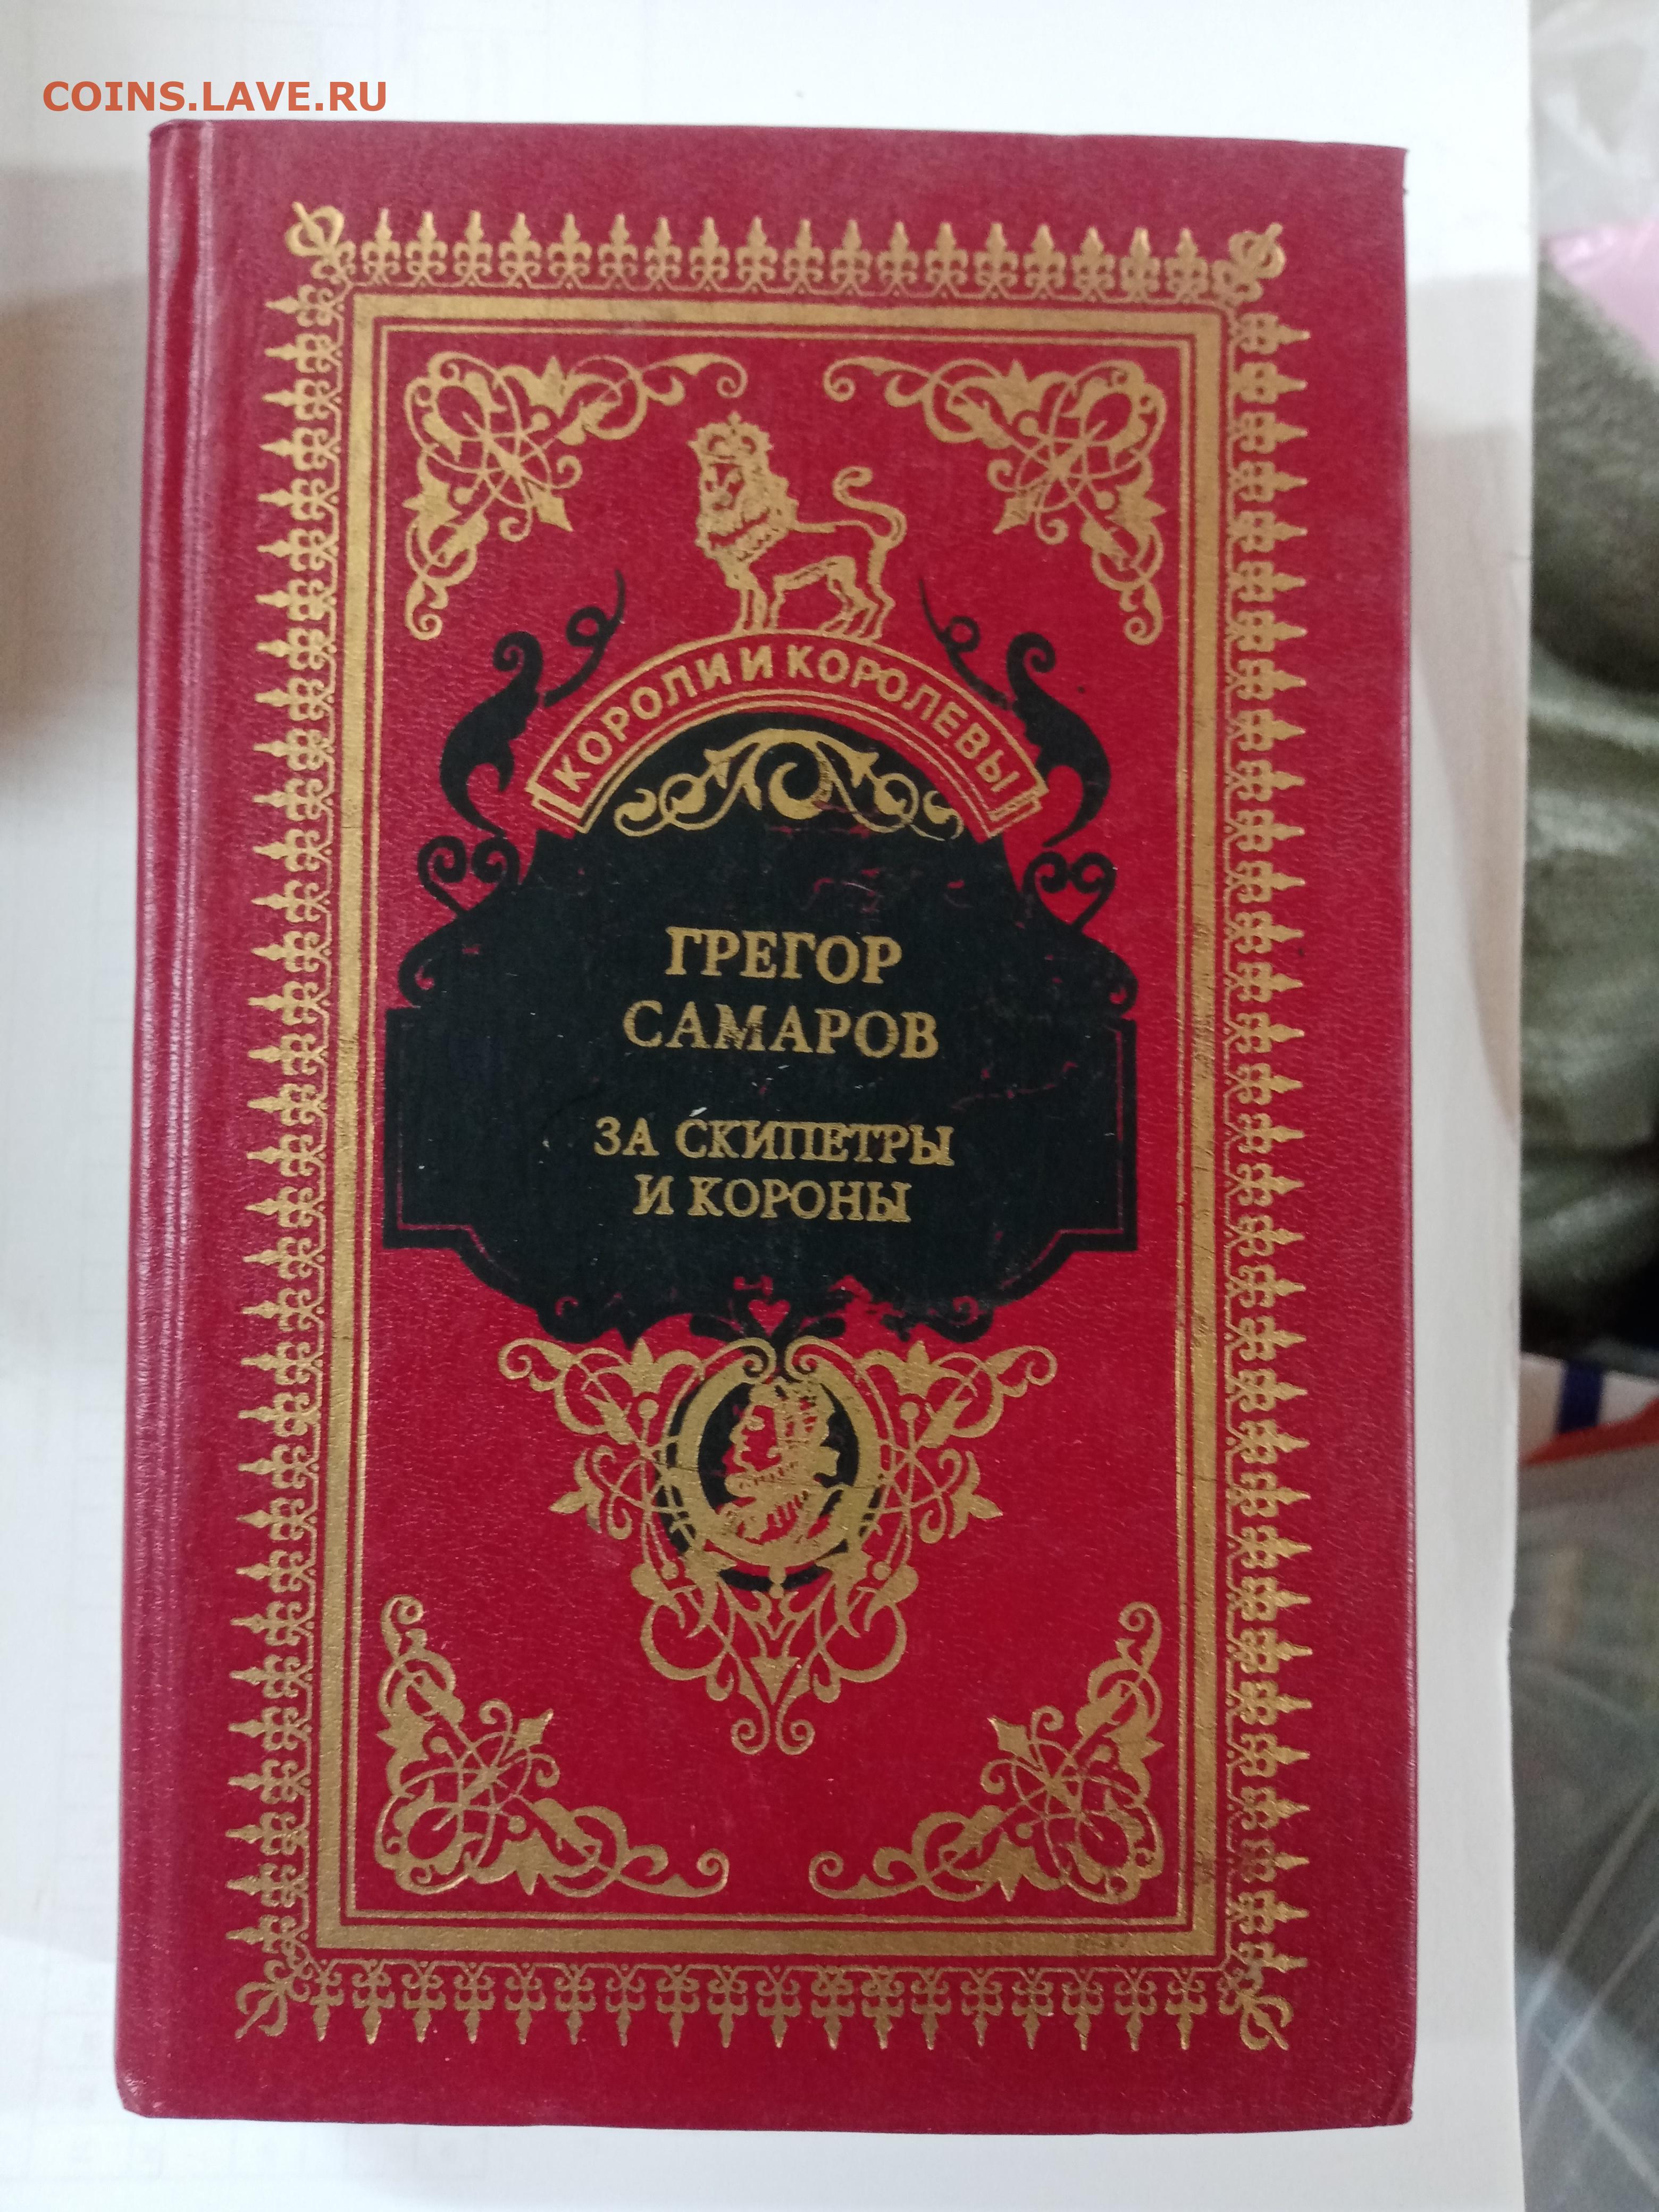 COINS.LAVE.RU
КОРОЛИ И КОРОЛЕВЫ
ГРЕГОР
САМАРОВ
ЗА СКИПЕТРЫ
И КОРОНЫ